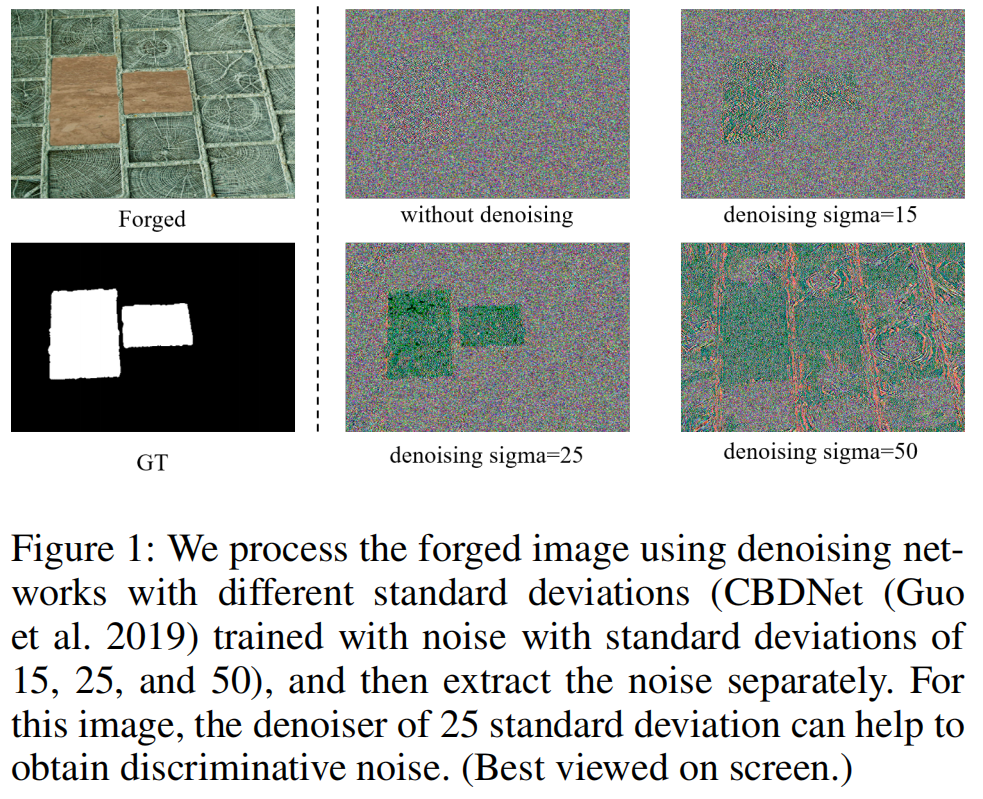 Forged
without denoising
denoising sigma=15
GT
denoising sigma=25
denoising sigma=50
Figure 1: We process the forged image using denoising net-
works with different standard deviations (CBDNet (Guo
et al. 2019) trained with noise with standard deviations of
15, 25, and 50), and then extract the noise separately. For
this image, the denoiser of 25 standard deviation can help to
obtain discriminative noise. (Best viewed on screen.)